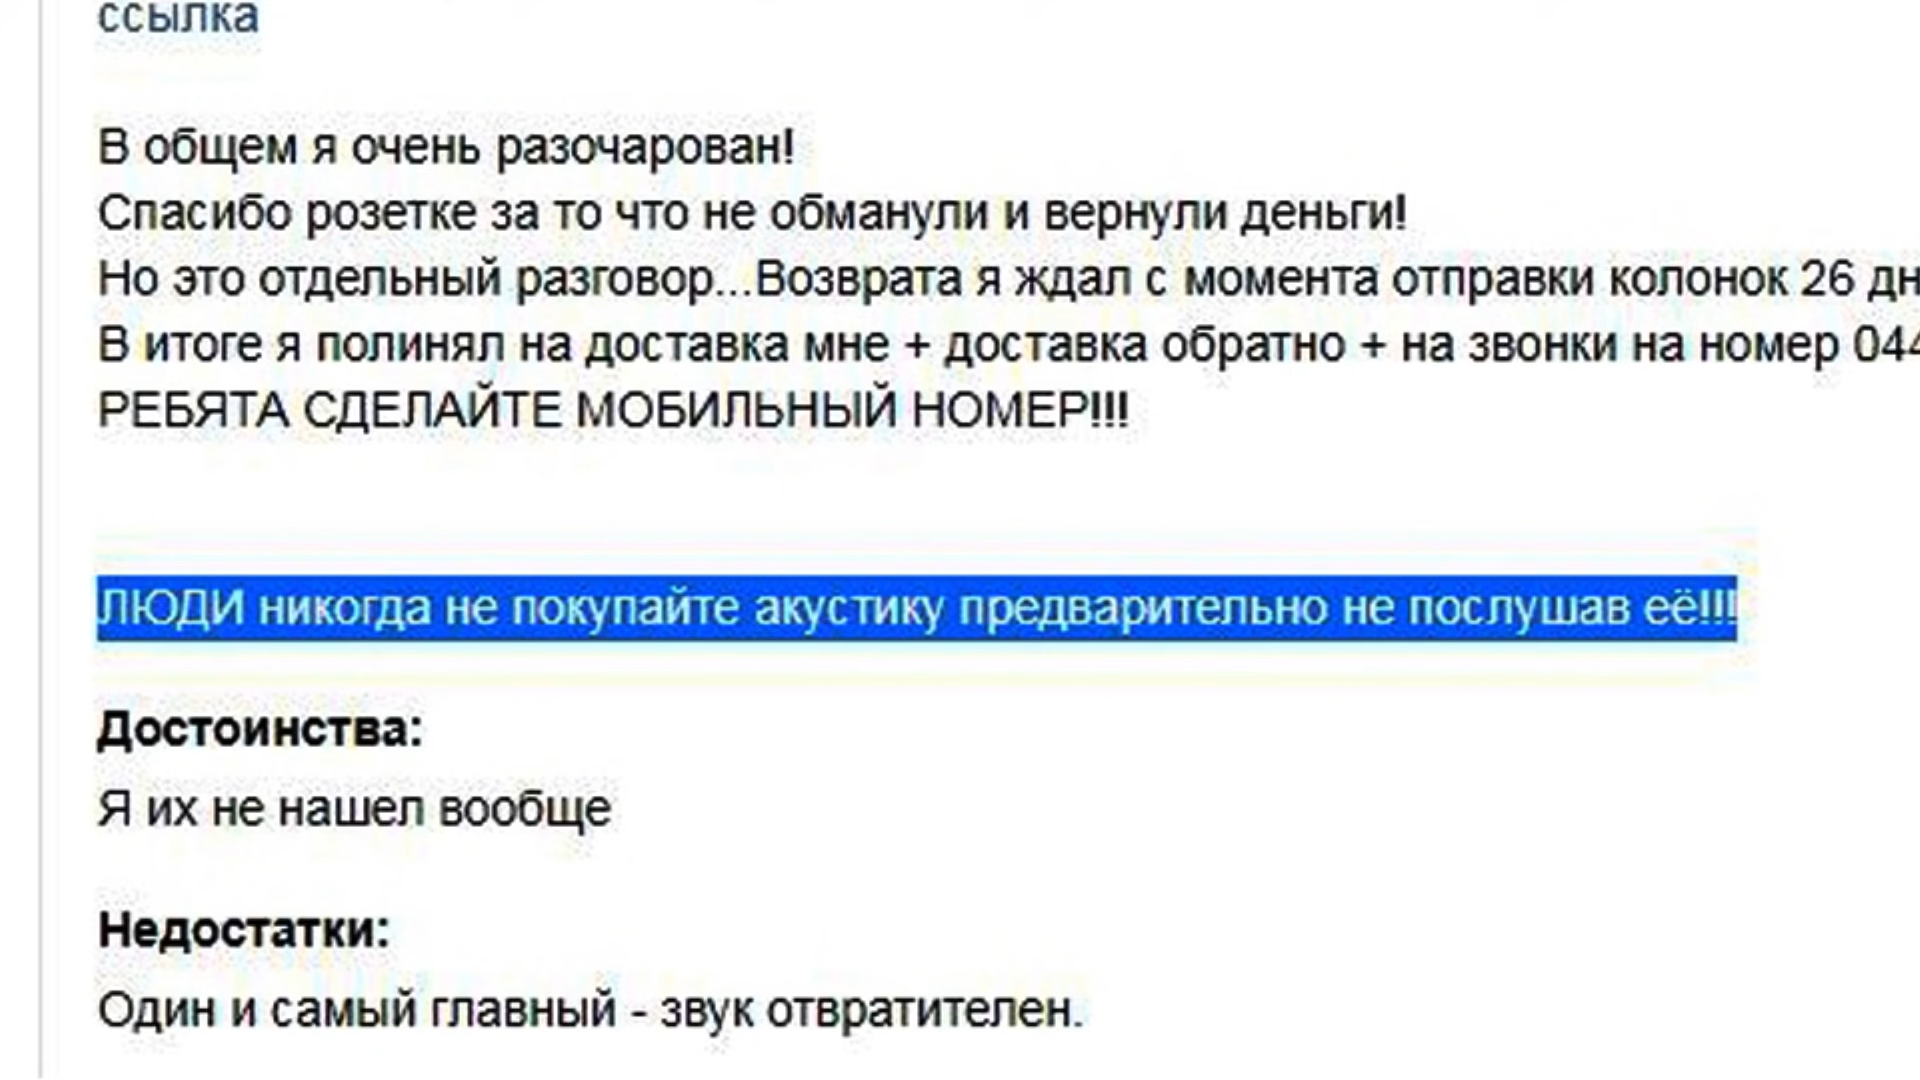 ссылка
В общем я очень разочарован!
Спасибо розетке за то что не обманули и вернули деньги!
Но это отдельный разговор...Возврата я ждал с момента отправки колонок 26 дн
В итоге я полинял на доставка мне + доставка обратно + на звонки на номер 044
РЕБЯТА СДЕЛАЙТЕ МОБИЛЬНЫЙ НОМЕР!!!
ЛЮДИ никогда не покупайте акустику предварительно не послушав её!!!
Достоинства:
Я их не нашел вообще
Недостатки:
Один и самый главный - звук отвратителен.